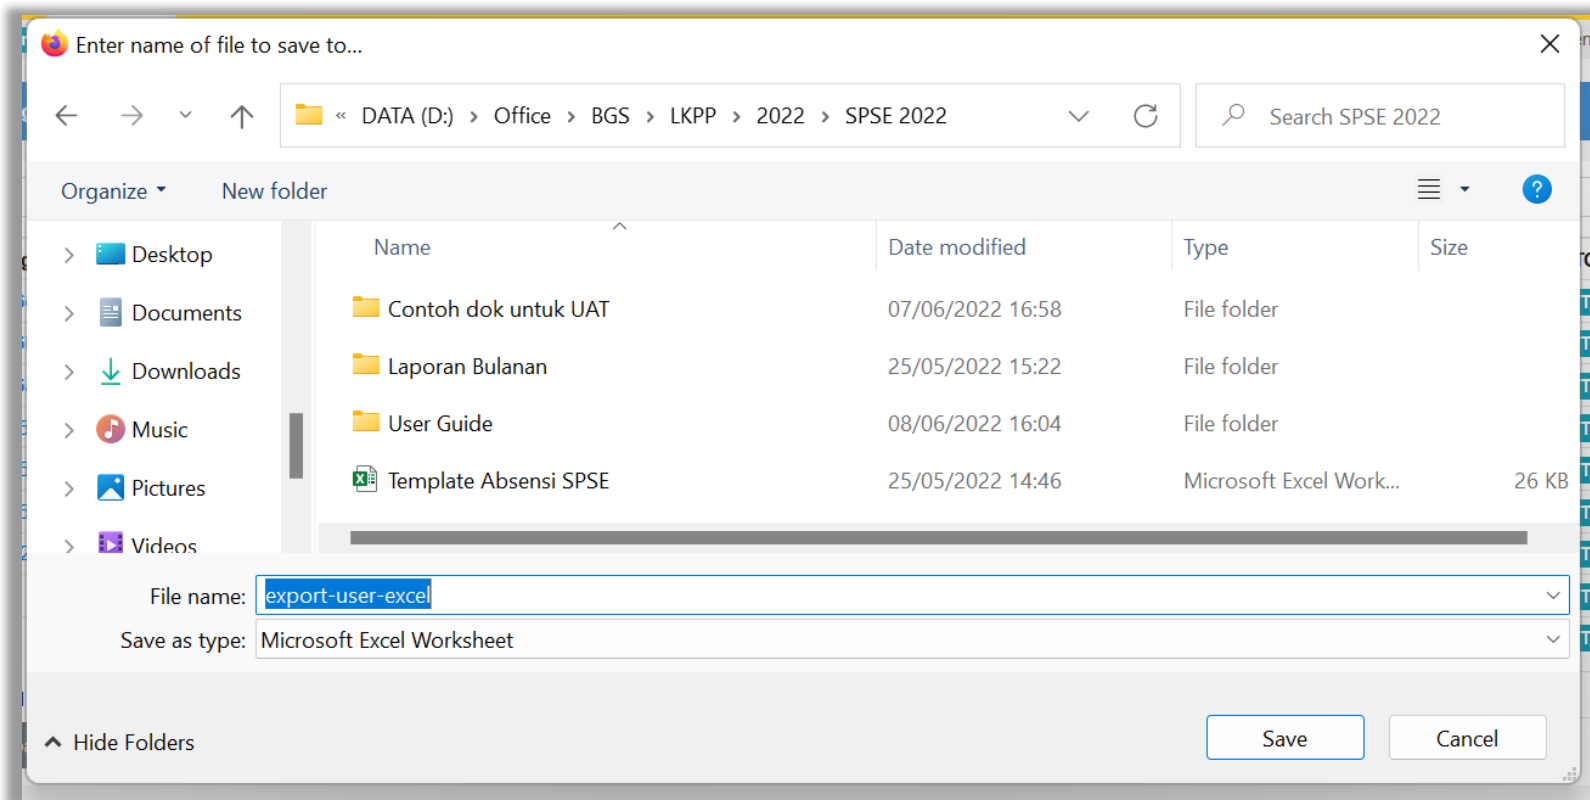 Enter name of file to save to...
« DATA (D:) > Office > BGS > LKPP > 2022 > SPSE 2022
Search SPSE 2022
Organize
New folder
Name Date modified Type Size
Desktop
Documents
Downloads
Music
Pictures
Videos
Contoh dok untuk UAT 07/06/2022 16:58 File folder
Laporan Bulanan 25/05/2022 15:22 File folder
User Guide 08/06/2022 16:04 File folder
Template Absensi SPSE 25/05/2022 14:46 Microsoft Excel Work... 26 KB
File name: export-user-excel
Save as type: Microsoft Excel Worksheet
Hide Folders
Save
Cancel